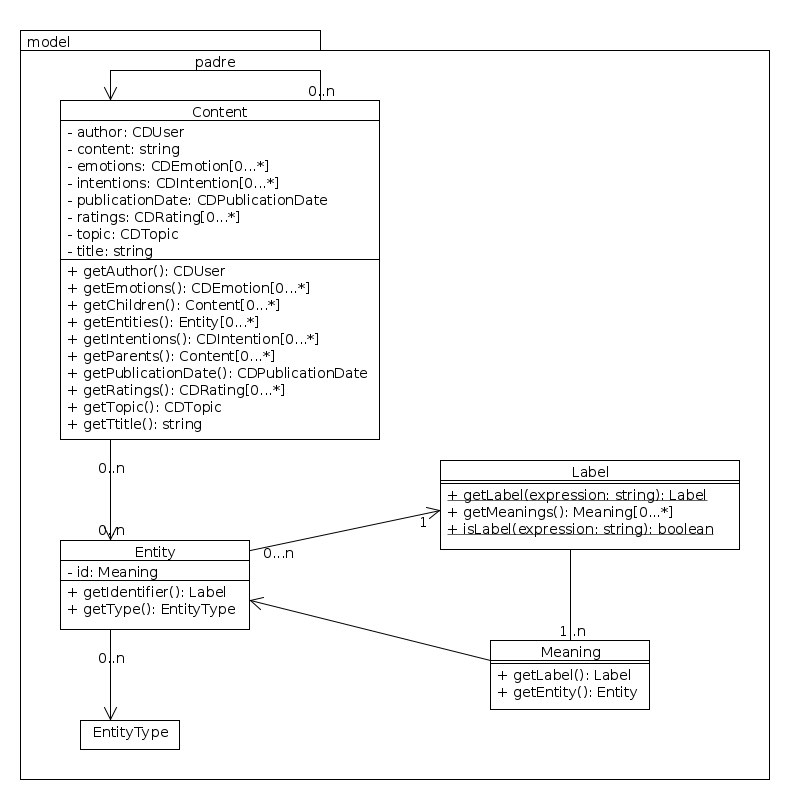 model
padre
0..n
Content
- author: CDUser
- content: string
- emotions: CDEmotion[0...*]
- intentions: CDIntention[0...*]
- publicationDate: CDPublicationDate
- ratings: CDRating[0...*]
- topic: CDTopic
- title: string
+ getAuthor(): CDUser
+ getEmotions(): CDEmotion[0...*]
+ getChildren(): Content[0...*]
+ getEntities(): Entity[0...*]
+ getIntentions(): CDIntention[0...*]
+ getParents(): Content[0...*]
+ getPublicationDate(): CDPublicationDate
+ getRatings(): CDRating[0...*]
+ getTopic(): CDTopic
+ getTtitle(): string
0..n
0..n
Label
+ getLabel(expression: string): Label
+ getMeanings(): Meaning[0...*]
+ isLabel(expression: string): boolean
1
0...n
Entity
- id: Meaning
+ getIdentifier(): Label
+ getType(): EntityType
1..n
Meaning
+ getLabel(): Label
+ getEntity(): Entity
0..n
EntityType